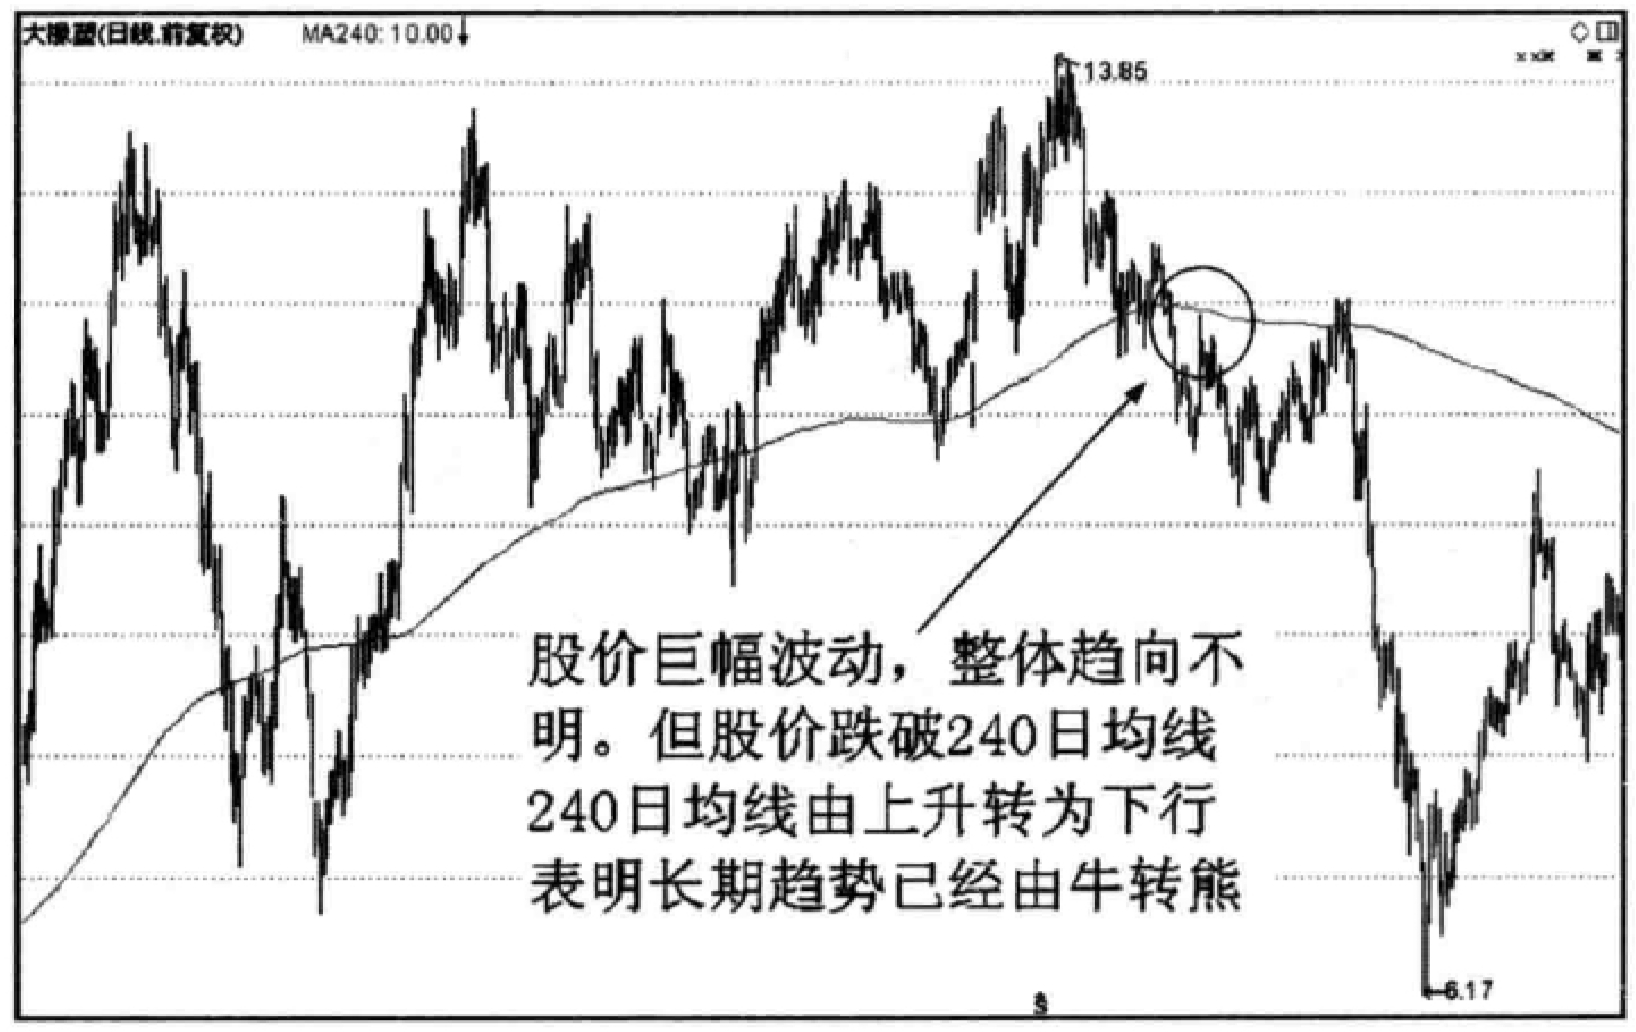 大橡塑(日线.前复权) MA240: 10.00↓
13.85
股价巨幅波动，整体趋向不
明。但股价跌破240日均线
240日均线由上升转为下行
表明长期趋势已经由牛转熊
6.17